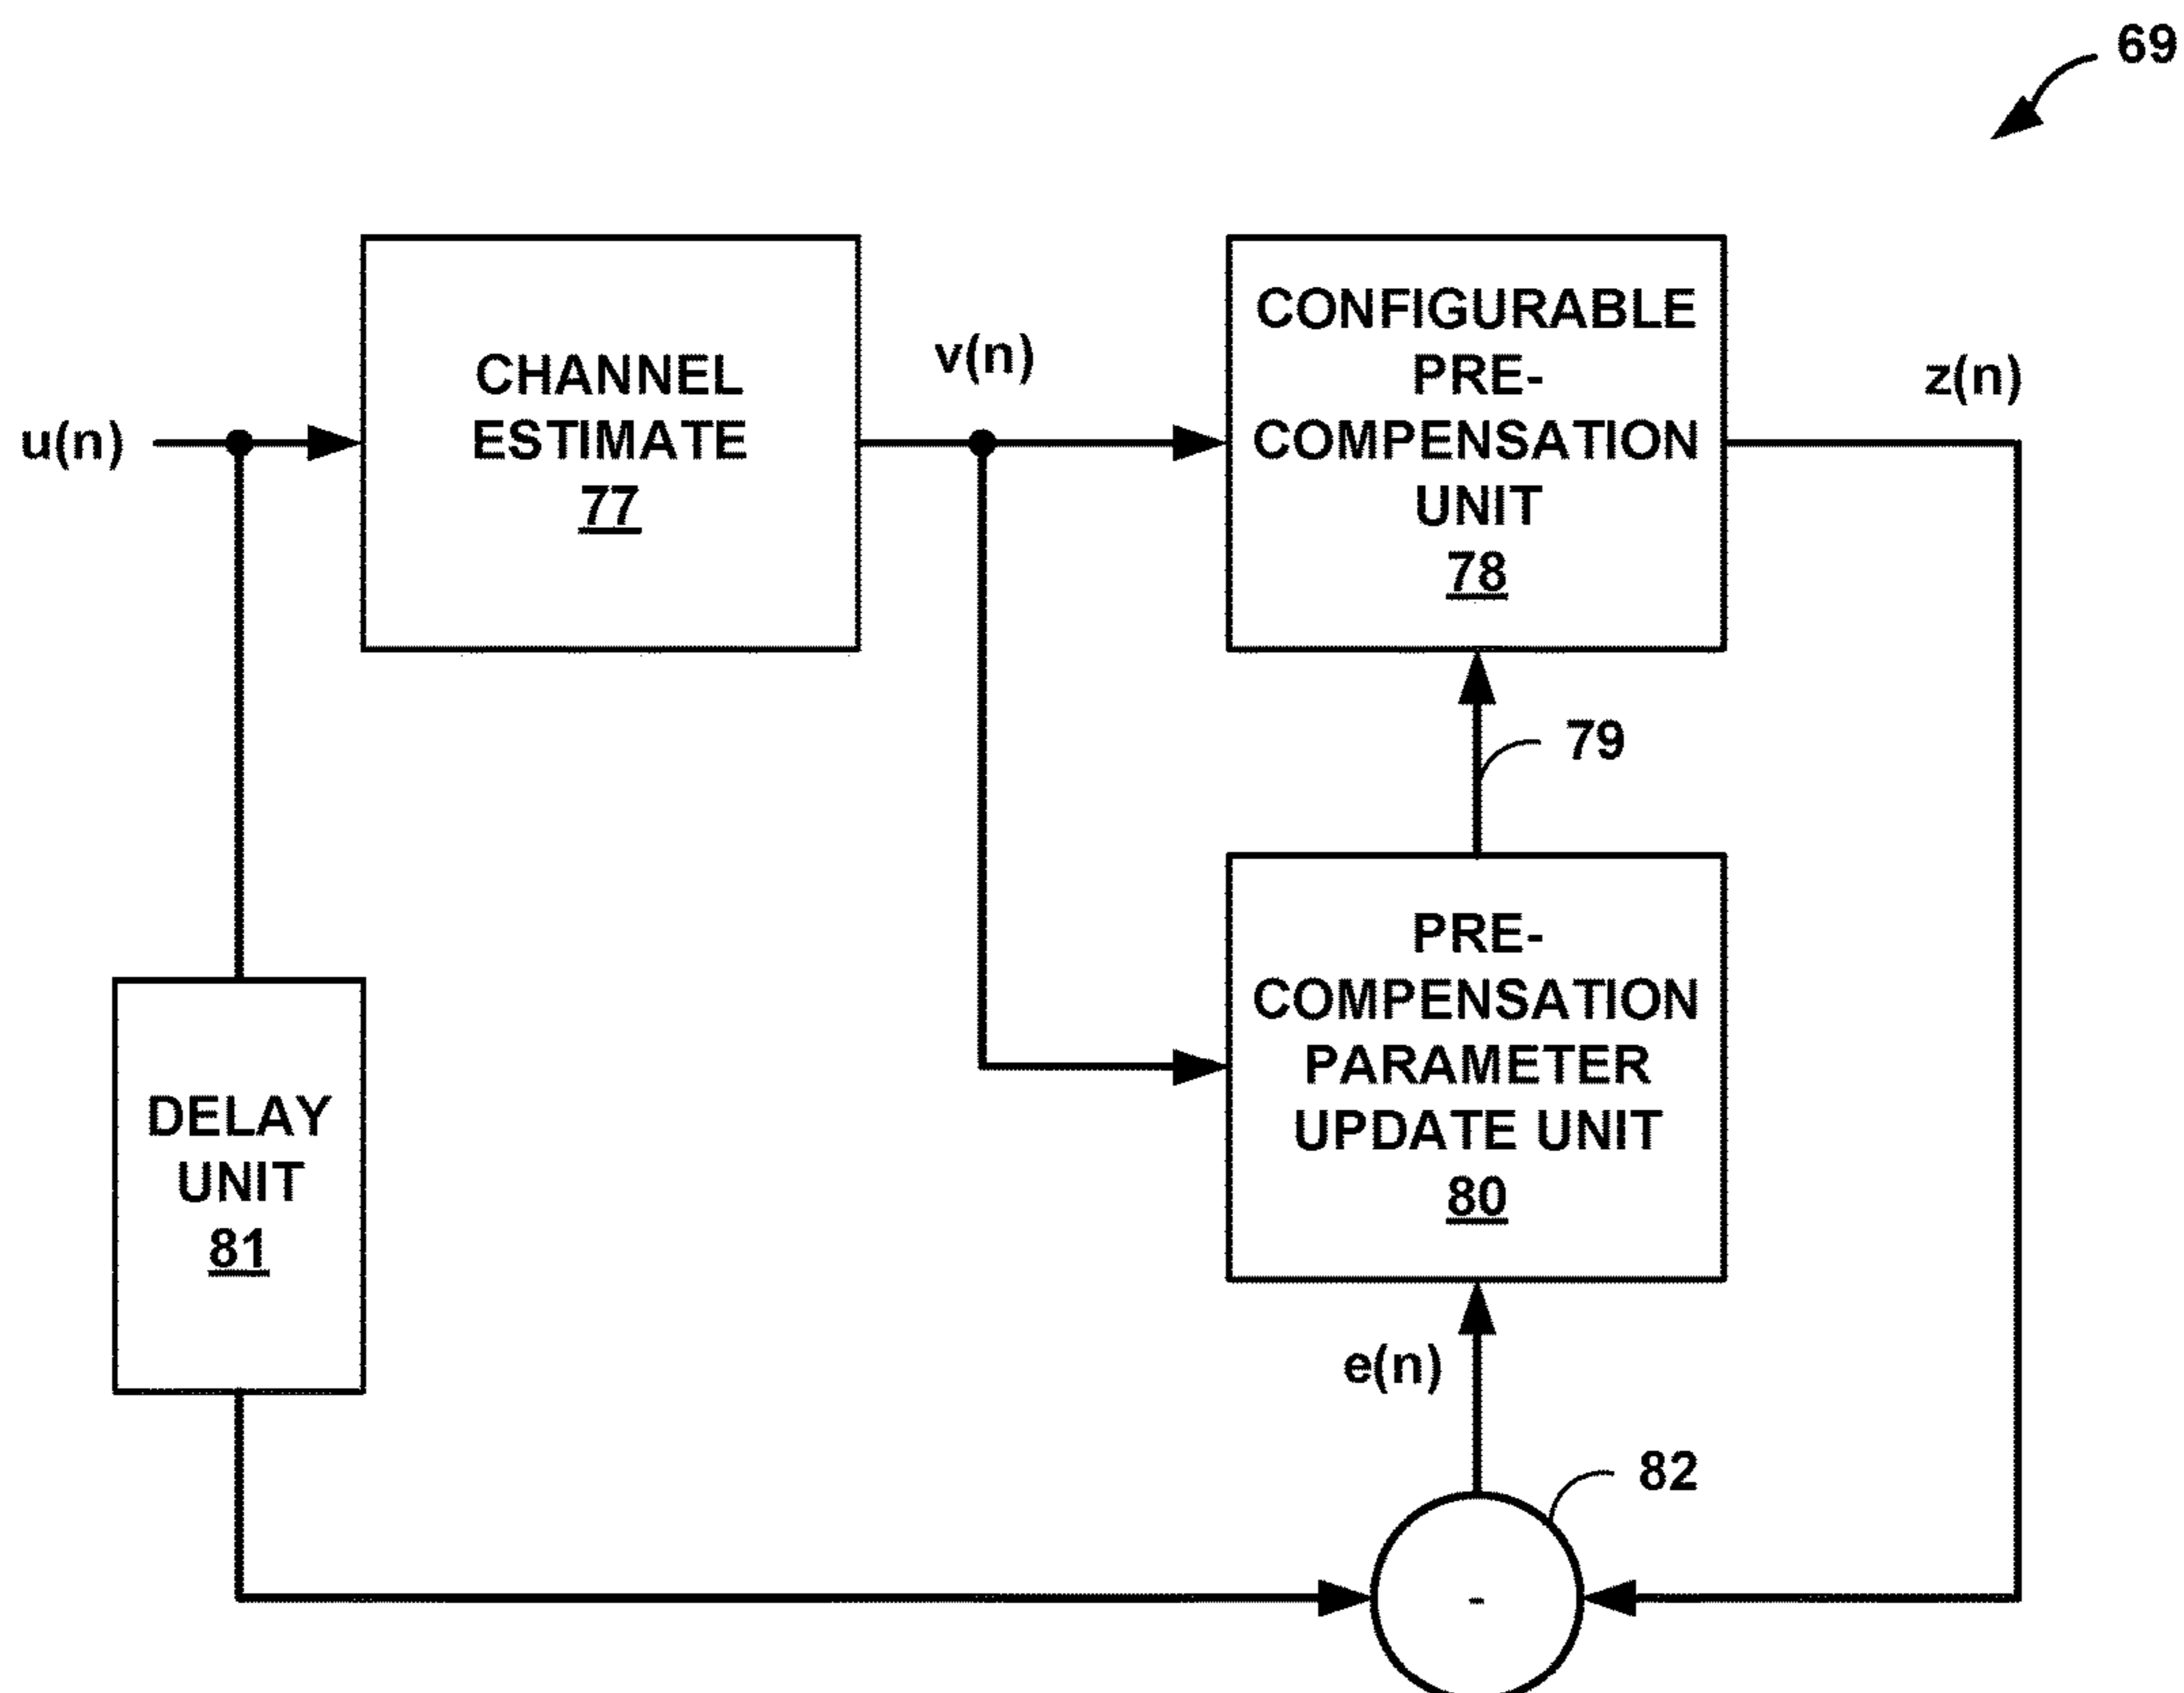 69
CHANNEL
ESTIMATE
77
v(n)
CONFIGURABLE
PRE-
COMPENSATION
UNIT
78
z(n)
u(n)
79
PRE-
COMPENSATION
PARAMETER
UPDATE UNIT
80
DELAY
UNIT
81
e(n)
82
-